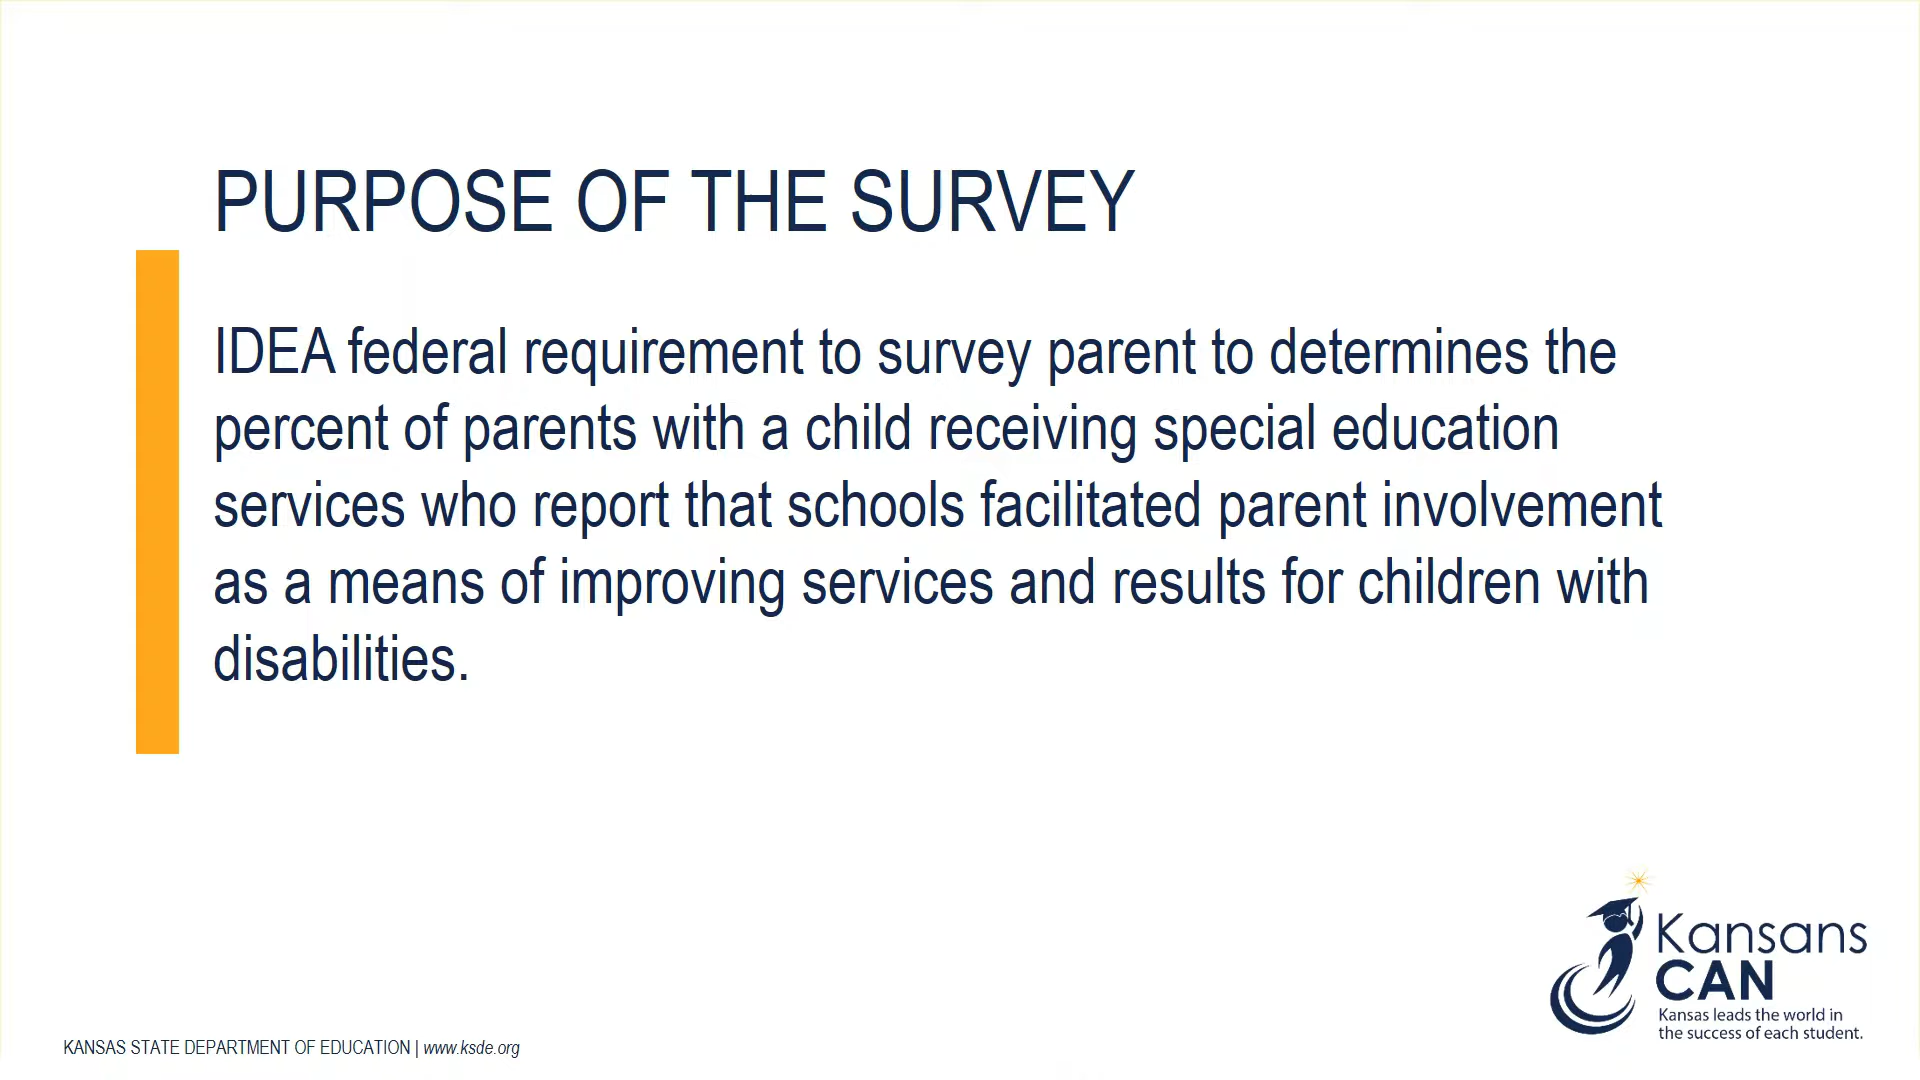 PURPOSE OF THE SURVEY
IDEA federal requirement to survey parent to determines the
percent of parents with a child receiving special education
services who report that schools facilitated parent involvement
as a means of improving services and results for children with
disabilities.
Kansans
CAN
Kansas leads the world in
the success of each student.
KANSAS STATE DEPARTMENT OF EDUCATION | www.ksde.org